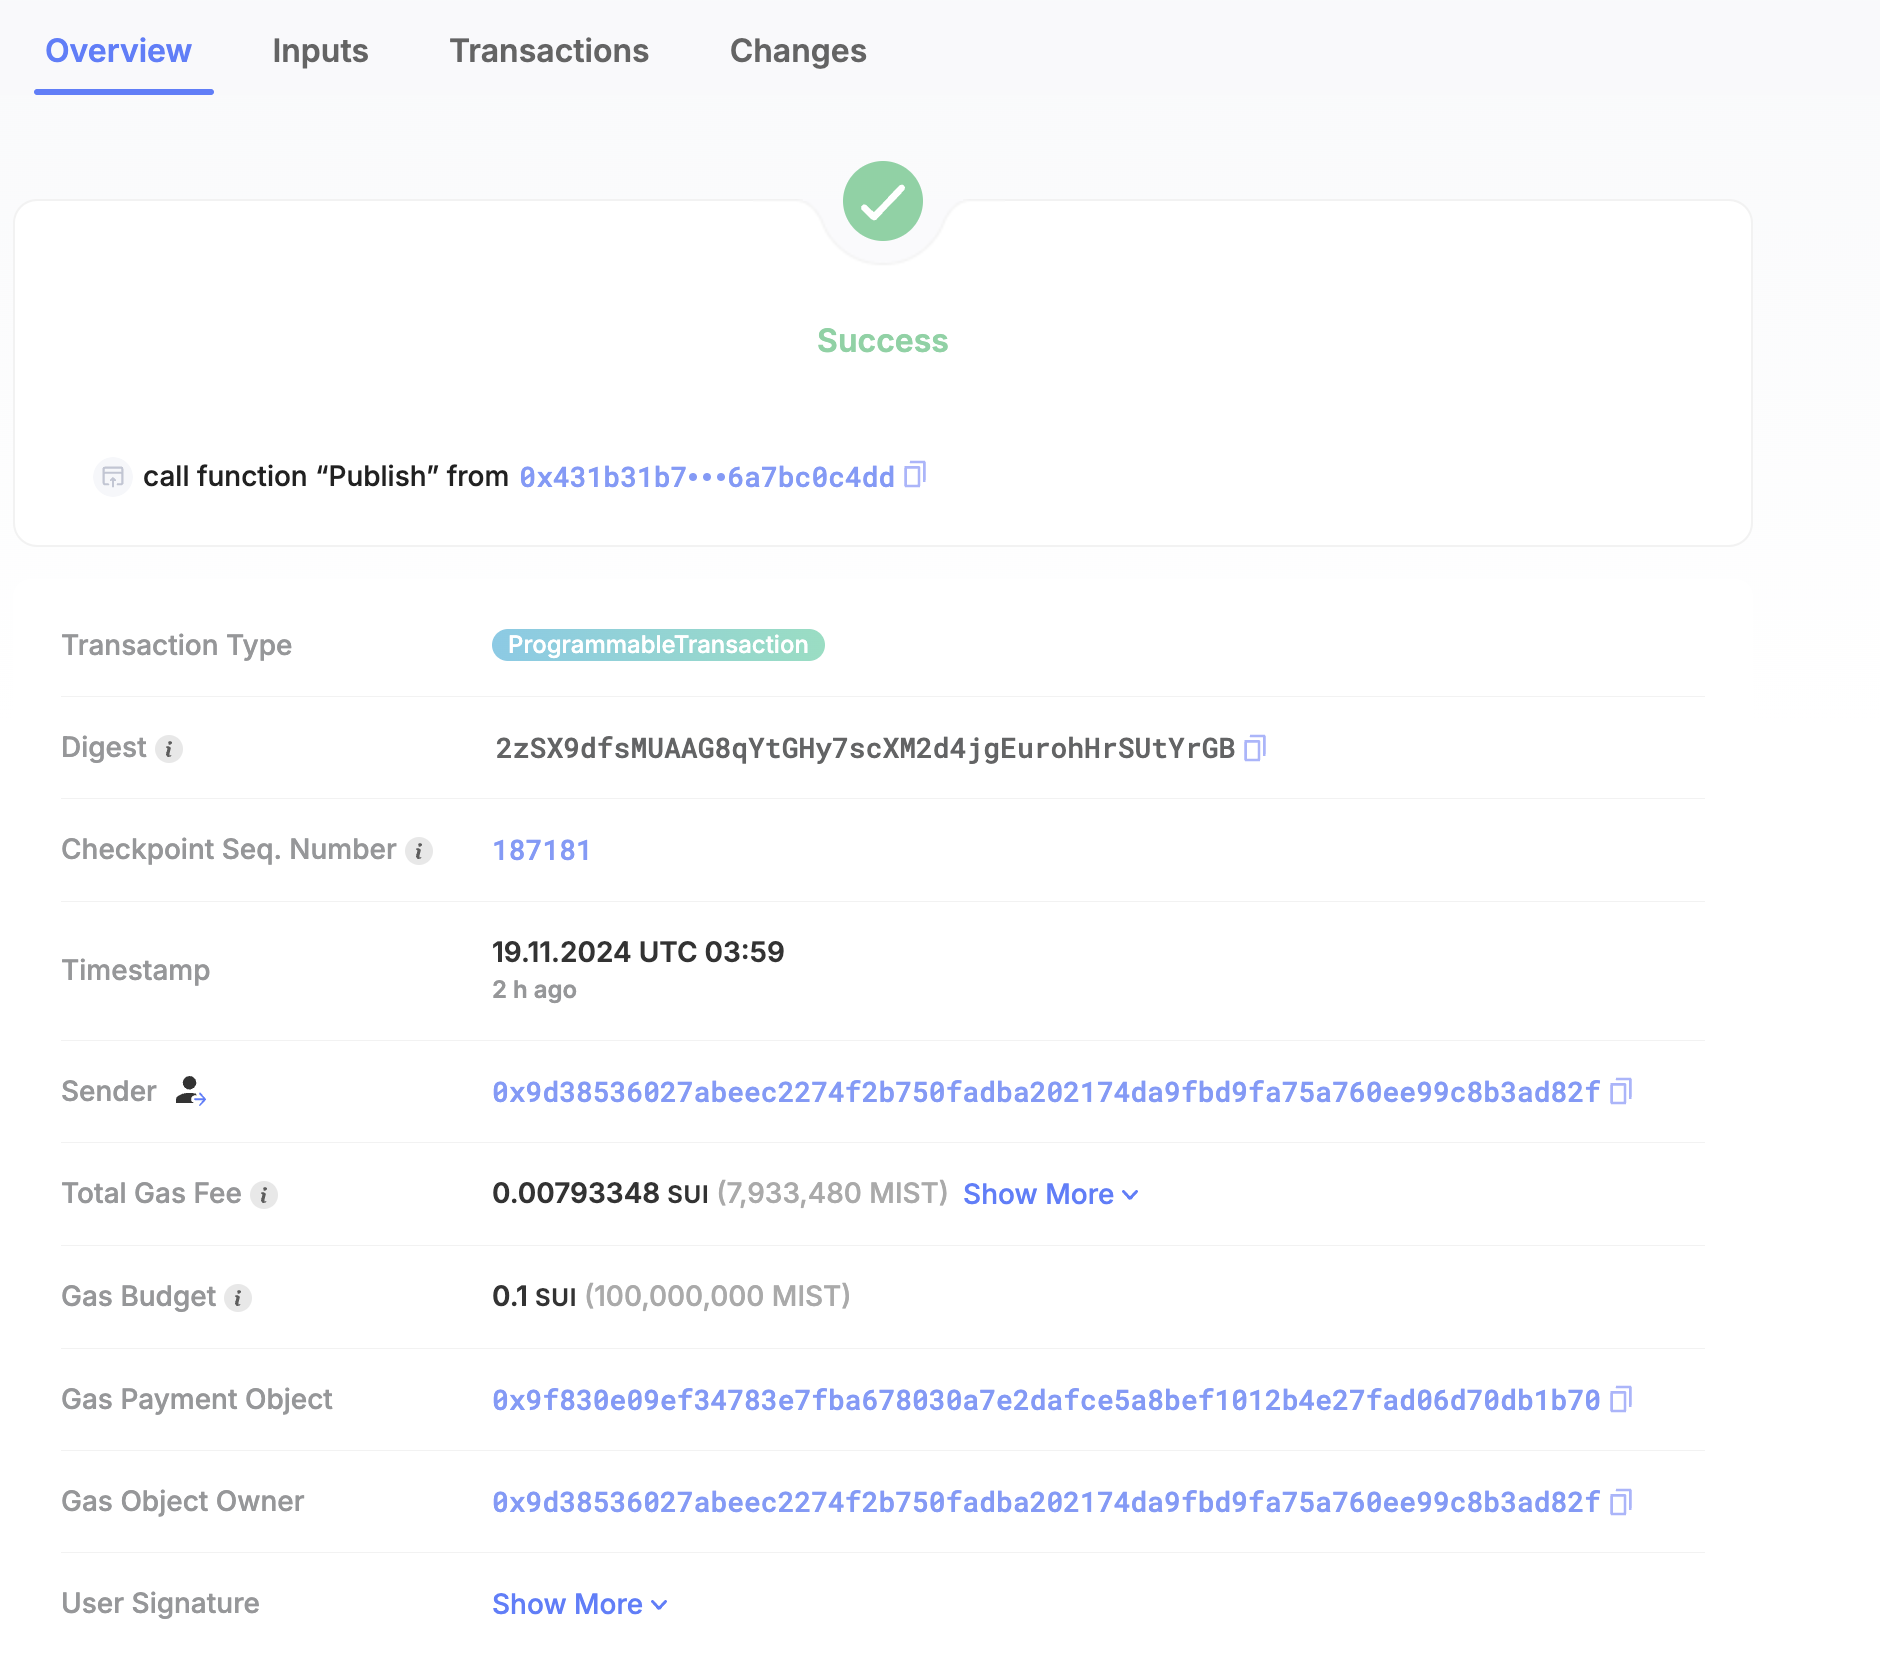 Overview Inputs Transactions Changes
Success
call function “Publish” from 0x431b31b7•••6a7bc0c4dd
Transaction Type ProgrammableTransaction
Digest i 2zSX9dfsMUAAG8qYtGHy7scXM2d4jgEurohHrSUtYrGB
Checkpoint Seq. Number i 187181
Timestamp 19.11.2024 UTC 03:59
2 h ago
Sender 0x9d38536027abeec2274f2b750fadba202174da9fbd9fa75a760ee99c8b3ad82f
Total Gas Fee i 0.00793348 SUI (7,933,480 MIST) Show More
Gas Budget i 0.1 SUI (100,000,000 MIST)
Gas Payment Object 0x9f830e09ef34783e7fba678030a7e2dafce5a8bef1012b4e27fad06d70db1b70
Gas Object Owner 0x9d38536027abeec2274f2b750fadba202174da9fbd9fa75a760ee99c8b3ad82f
User Signature Show More